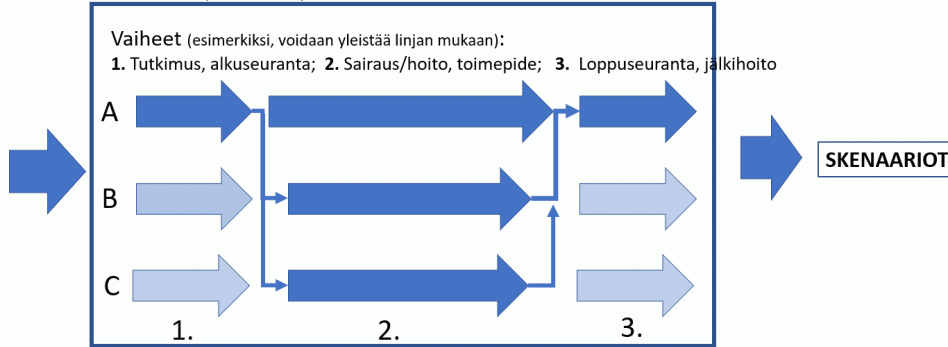 Vaiheet (esimerkiksi, voidaan yleistää linjan mukaan):
1. Tutkimus, alkuseuranta; 2. Sairaus/hoito, toimepide; 3. Loppuseuranta, jälkihoito
A
B
C
1. 2. 3.
SKENAARIOT